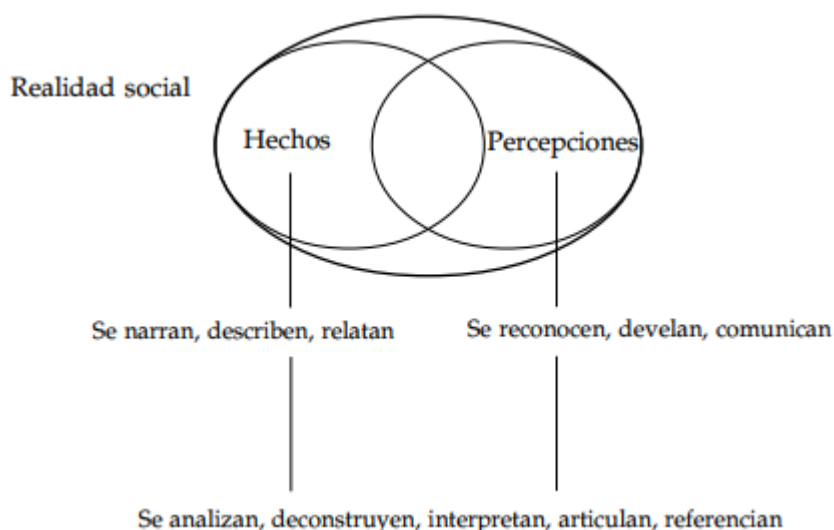 Realidad social
Hechos
Percepciones
Se narran, describen, relatan
Se reconocen, develan, comunican
Se analizan, deconstruyen, interpretan, articulan, referencian